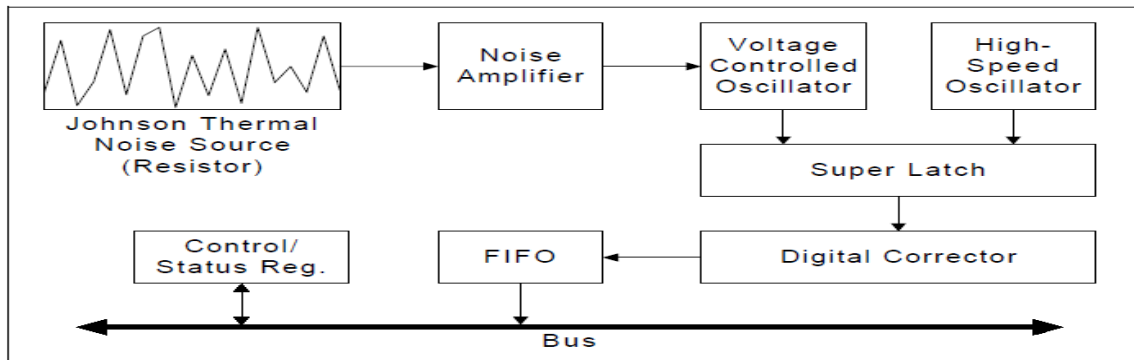 Noise
Amplifier
Voltage
Controlled
Oscillator
High-
Speed
Oscillator
Johnson Thermal
Noise Source
(Resistor)
Super Latch
Control/
Status Reg.
FIFO
Digital Corrector
Bus